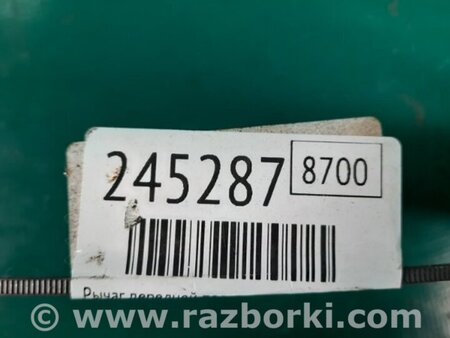 245287 8700
Рычаг передней
© www.razborki.com